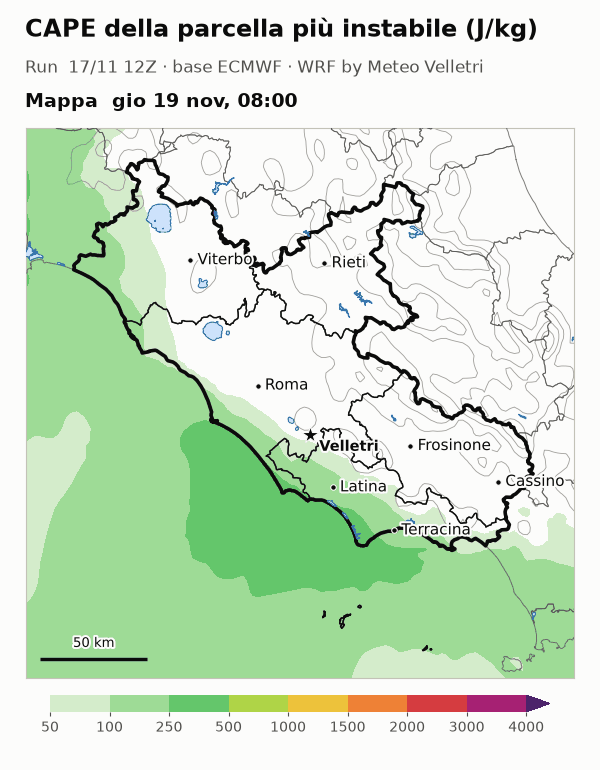 CAPE della parcella più instabile (J/kg)
Run  17/11 12Z · base ECMWF · WRF by Meteo Velletri
Mappa  gio 19 nov, 08:00
Viterbo
Rieti
Roma
Velletri
Frosinone
Cassino
Latina
Terracina
50 km
50 100 250 500 1000 1500 2000 3000 4000